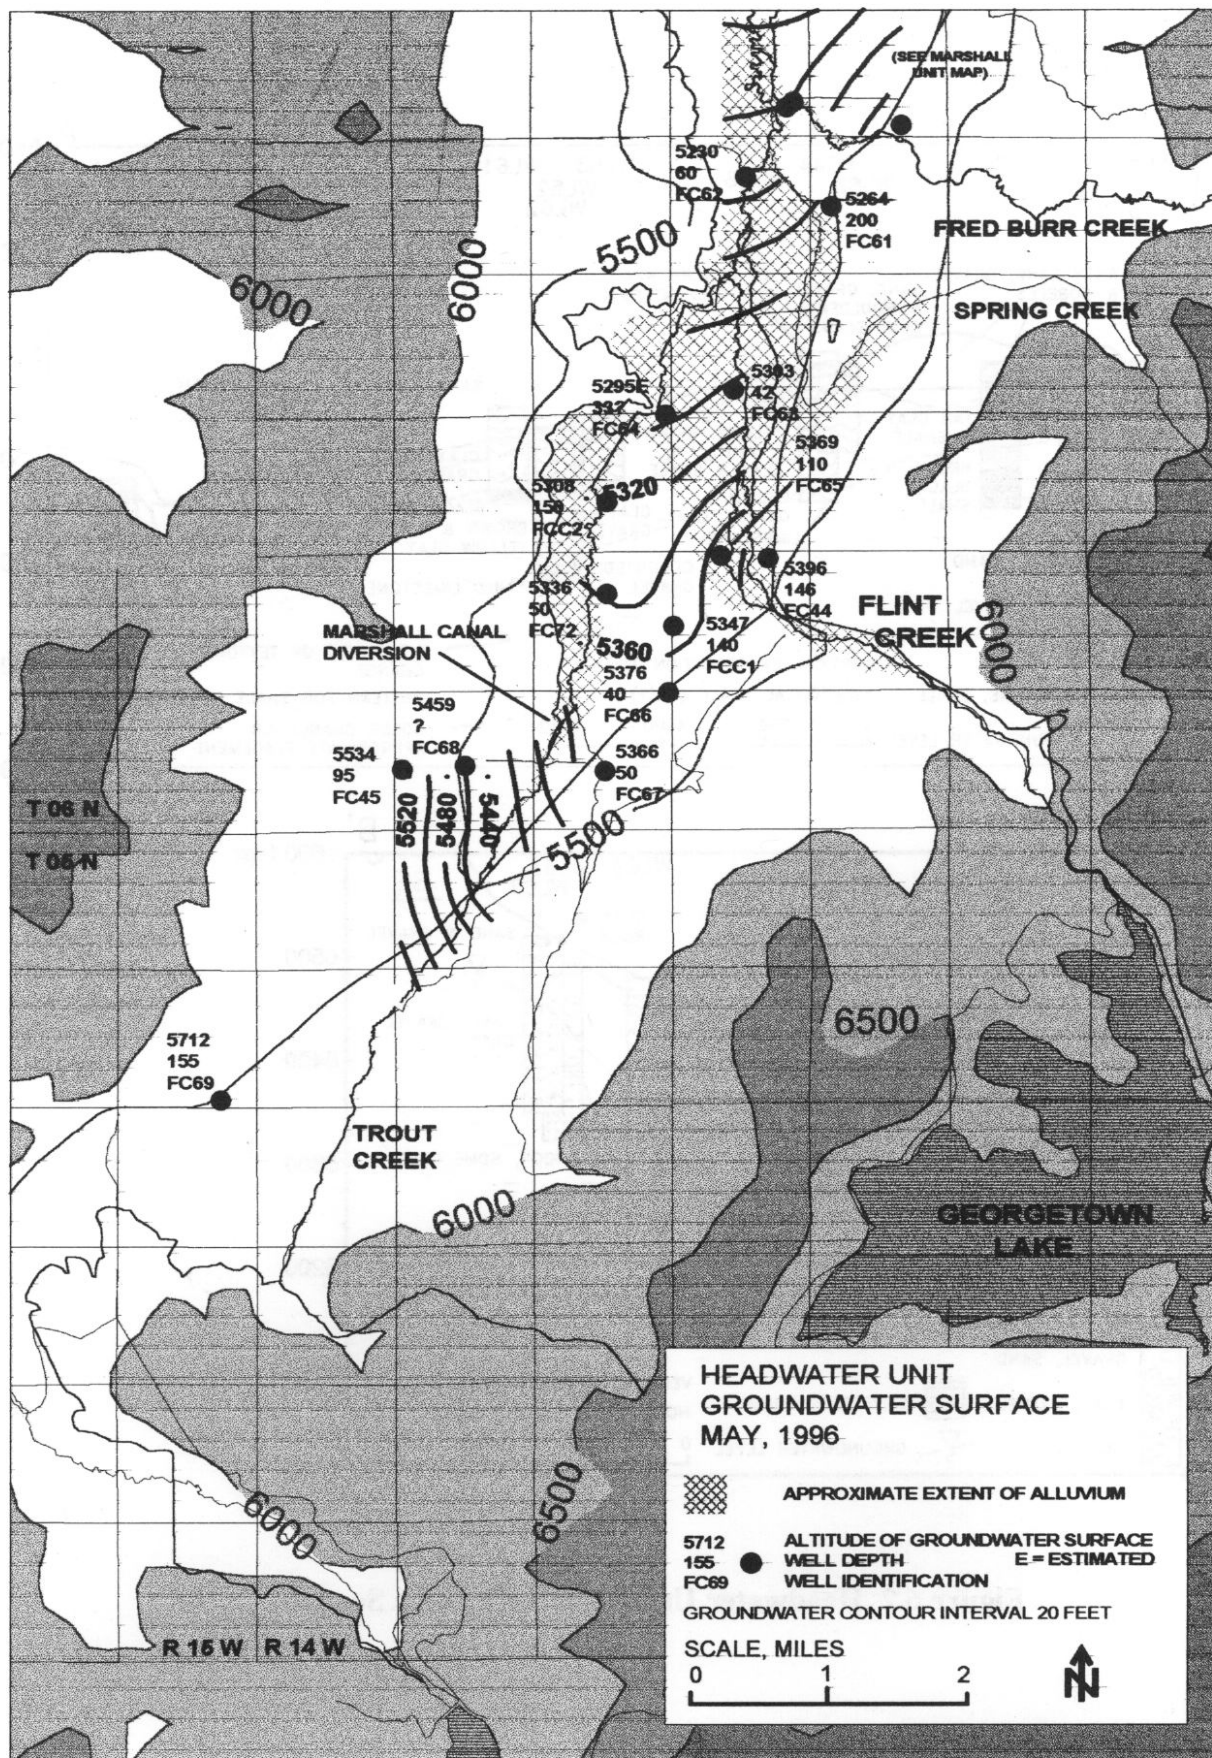 (SEE MARSHALL
UNIT MAP)
5230
60
FC62
5264
200
FC61
FRED BURR CREEK
5500
6000
6000
SPRING CREEK
5295E
FC64
42
FC63
5369
110
FC65
5320
5308
150
FCC2
5396
146
FC44
5336
50
FC72
FLINT
CREEK
6000
5347
140
FCC1
MARSHALL CANAL
DIVERSION
5360
5376
40
FC66
5459
?
FC68
5534
95
FC45
5366
50
FC67
T 06 N
T 05 N
5520
5480
5440
5500
6500
5712
155
FC69
TROUT
CREEK
6000
GEORGETOWN
LAKE
6000
6500
R 15 W R 14 W
HEADWATER UNIT
GROUNDWATER SURFACE
MAY, 1996
APPROXIMATE EXTENT OF ALLUVIUM
5712 ALTITUDE OF GROUNDWATER SURFACE
155 WELL DEPTH E = ESTIMATED
FC69 WELL IDENTIFICATION
GROUNDWATER CONTOUR INTERVAL 20 FEET
SCALE, MILES
0 1 2
N